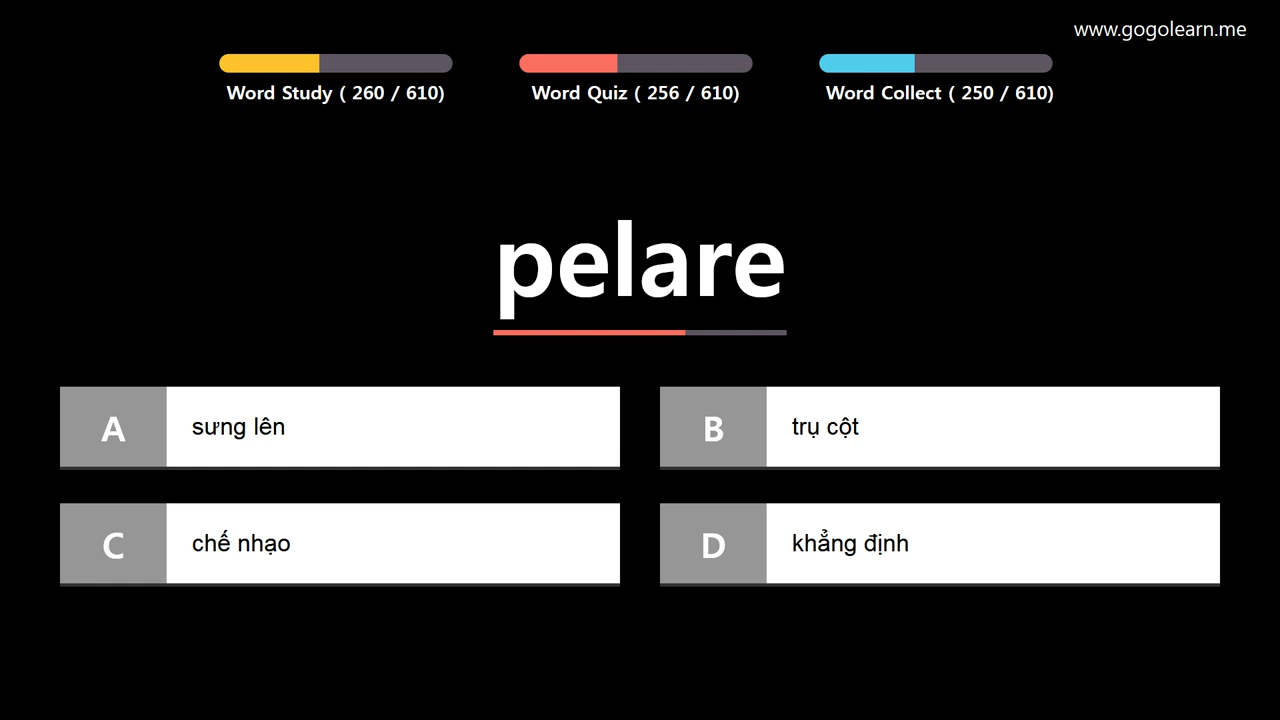 www.gogolearn.me
Word Study ( 260 / 610)
Word Quiz ( 256 / 610)
Word Collect ( 250 / 610)
pelare
A
sưng lên
B
trụ cột
C
chế nhạo
D
khẳng định